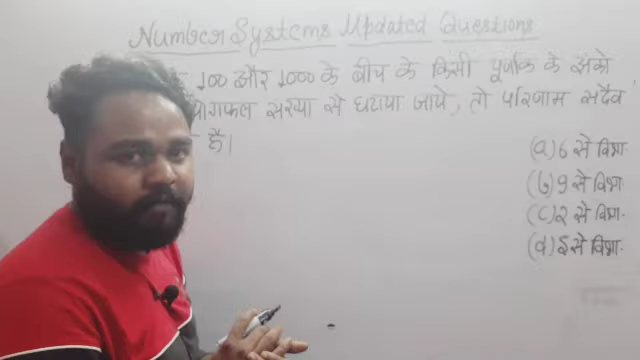 Number Systems Updated Questions
100 और 1000 के बीच के किसी पूर्णांक के अंको
योगफल संख्या से घटाया जाये, तो परिणाम सदैव
है।
(a) 6 से विभा.
(b) 9 से विभा.
(c) 2 से विभा.
(d) 5 से विभा.